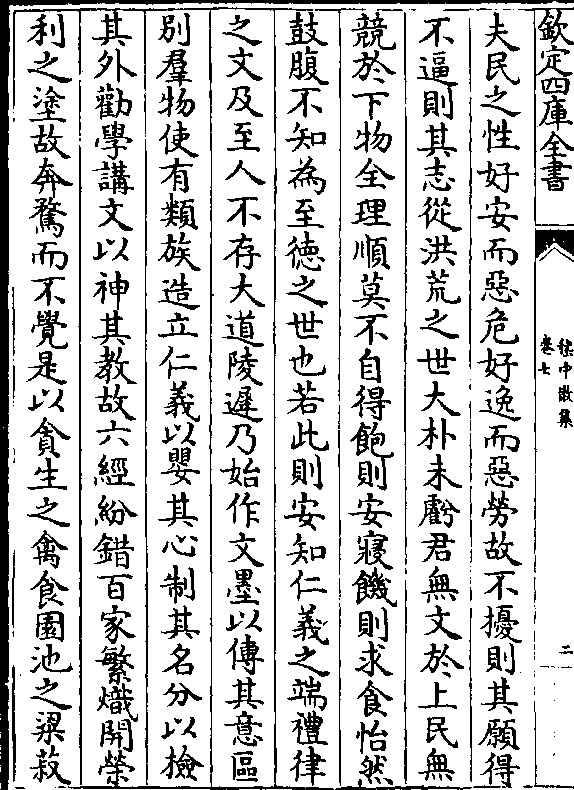 欽定四庫全書
嵇中散集
卷七
二
夫民之性好安而惡危好逸而惡勞故不擾則其願得
不逼則其志從洪荒之世大朴未虧君無文於上民無
競於下物全理順莫不自得飽則安寢饑則求食怡然
鼓腹不知為至德之世也若此則安知仁義之端禮律
之文及至人不存大道陵遲乃始作文墨以傳其意區
別羣物使有類族造立仁義以嬰其心制其名分以檢
其外勸學講文以神其教故六經紛錯百家繁熾開榮
利之塗故奔騖而不覺是以貪生之禽食園池之粱菽